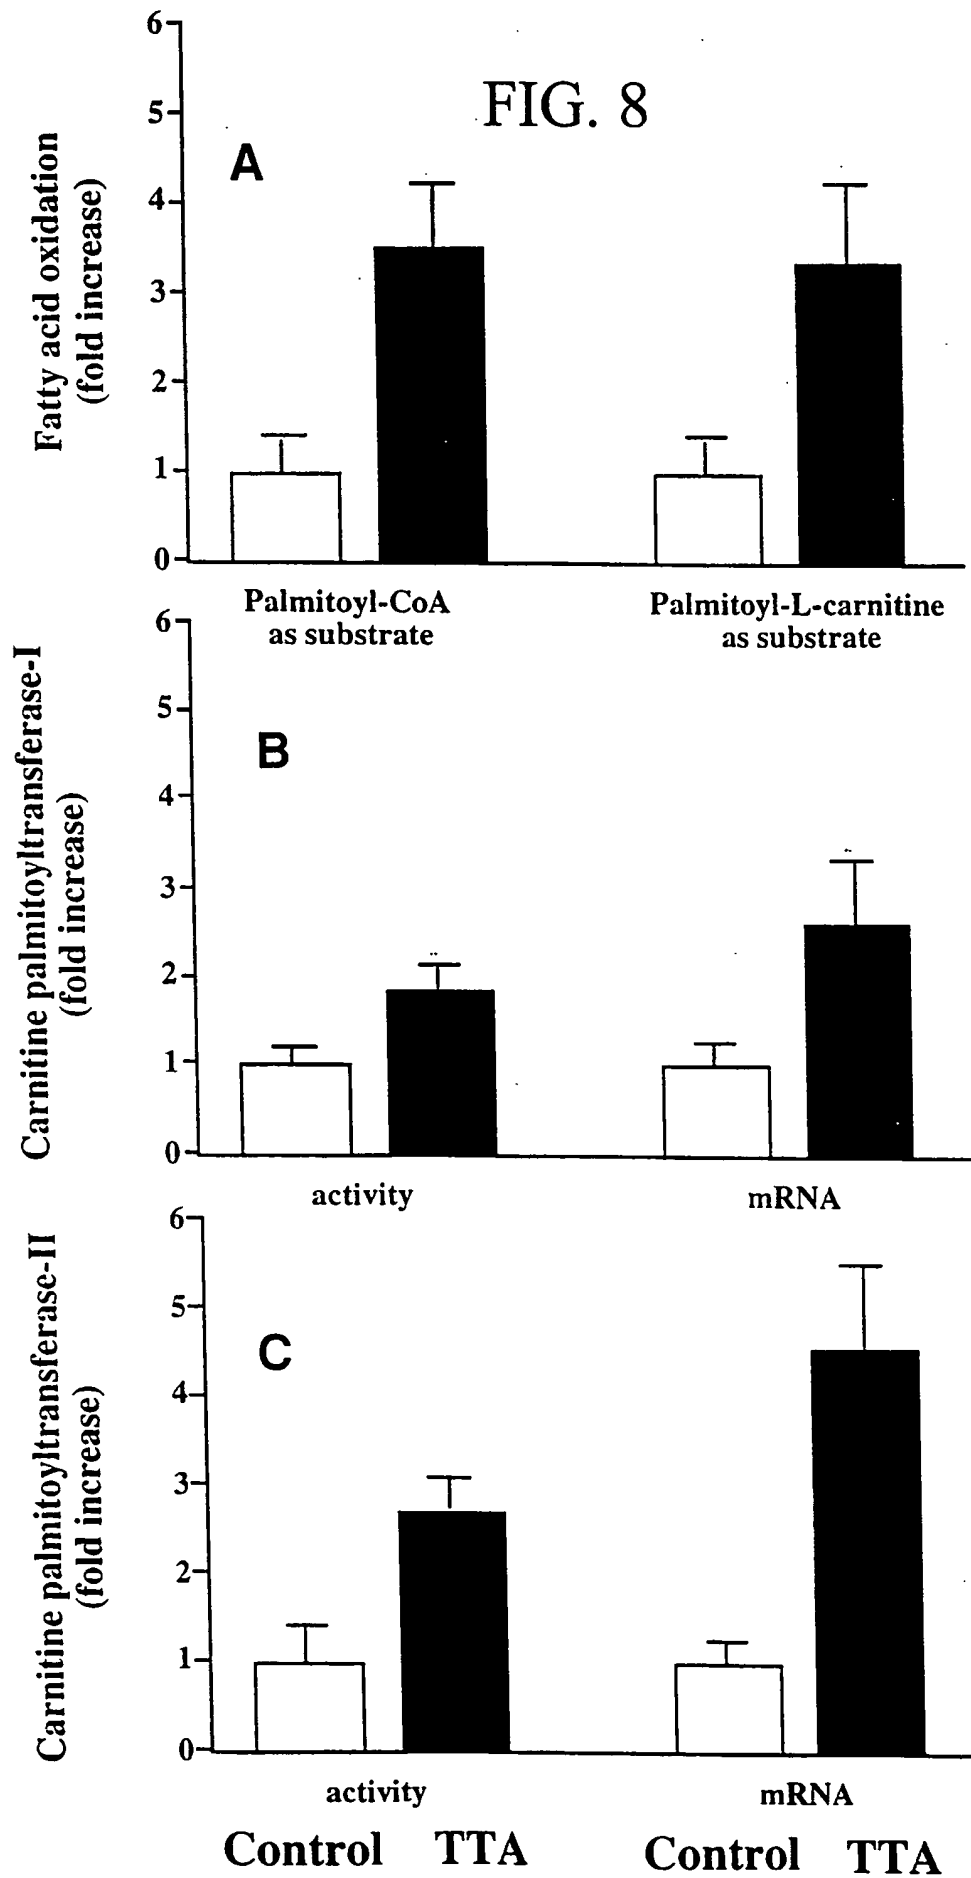 FIG. 8
A
Fatty acid oxidation
(fold increase)
6
5
4
3
2
1
0
Palmitoyl-CoA
as substrate
Palmitoyl-L-carnitine
as substrate
B
Carnitine palmitoyltransferase-I
(fold increase)
6
5
4
3
2
1
0
activity
mRNA
C
Carnitine palmitoyltransferase-II
(fold increase)
6
5
4
3
2
1
0
activity
mRNA
Control TTA
Control TTA